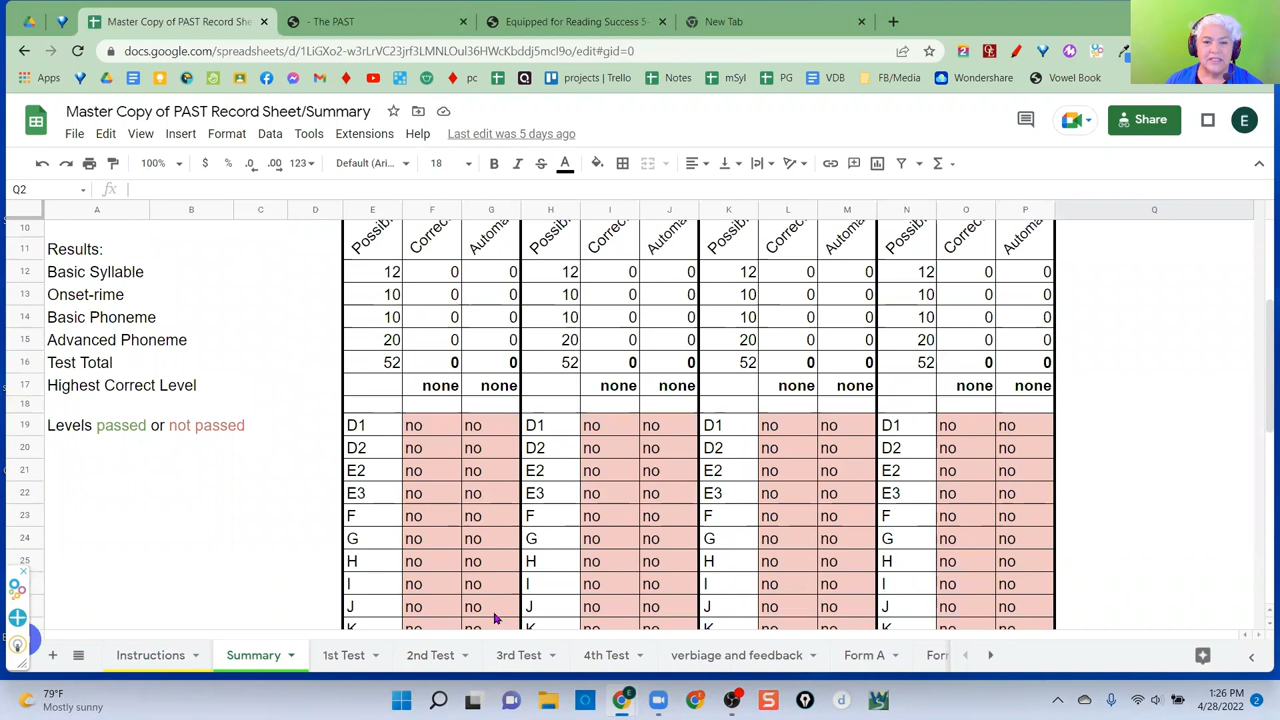 Master Copy of PAST Record She
- The PAST
Equipped for Reading Success 5-
New Tab
docs.google.com/spreadsheets/d/1LiGXo2-w3rLrVC23jrf3LMNLOul36HWcKbddj5mcI9o/edit#gid=0
Apps
pc
projects | Trello
Notes
mSyl
PG
VDB
FB/Media
Wondershare
Vowel Book
Master Copy of PAST Record Sheet/Summary
Share
E
File Edit View Insert Format Data Tools Extensions Help Last edit was 5 days ago
100% $ % .0 .00 123 Default (Ari... 18 B I S A
Q2 fx
A B C D E F G H I J K L M N O P Q
10 Possib Correc Automa Possib Correc Automa Possib Correc Automa Possib Correc Automa
11 Results:
12 Basic Syllable 12 0 0 12 0 0 12 0 0 12 0 0
13 Onset-rime 10 0 0 10 0 0 10 0 0 10 0 0
14 Basic Phoneme 10 0 0 10 0 0 10 0 0 10 0 0
15 Advanced Phoneme 20 0 0 20 0 0 20 0 0 20 0 0
16 Test Total 52 0 0 52 0 0 52 0 0 52 0 0
17 Highest Correct Level none none none none none none none none
18
19 Levels passed or not passed D1 no no D1 no no D1 no no D1 no no
20 D2 no no D2 no no D2 no no D2 no no
21 E2 no no E2 no no E2 no no E2 no no
22 E3 no no E3 no no E3 no no E3 no no
23 F no no F no no F no no F no no
24 G no no G no no G no no G no no
25 H no no H no no H no no H no no
I no no I no no I no no I no no
J no no J no no J no no J no no
K no no K no no K no no K no no
Instructions Summary 1st Test 2nd Test 3rd Test 4th Test verbiage and feedback Form A For
79°F
Mostly sunny
1:26 PM
4/28/2022